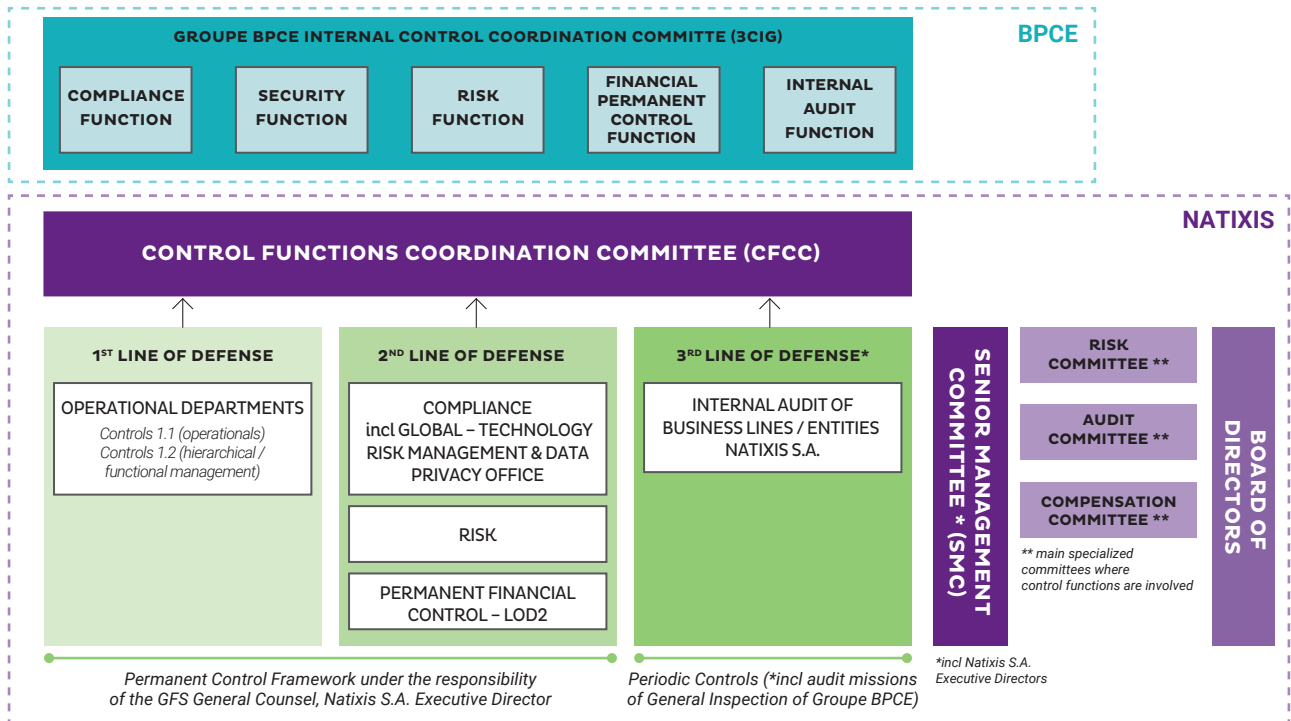 BPCE
GROUPE BPCE INTERNAL CONTROL COORDINATION COMMITTE (3CIG)
COMPLIANCE
FUNCTION
SECURITY
FUNCTION
RISK
FUNCTION
FINANCIAL
PERMANENT
CONTROL
FUNCTION
INTERNAL
AUDIT
FUNCTION
NATIXIS
CONTROL FUNCTIONS COORDINATION COMMITTEE (CFCC)
1ST LINE OF DEFENSE
OPERATIONAL DEPARTMENTS
Controls 1.1 (operationals)
Controls 1.2 (hierarchical /
functional management)
2ND LINE OF DEFENSE
COMPLIANCE
incl GLOBAL – TECHNOLOGY
RISK MANAGEMENT & DATA
PRIVACY OFFICE
RISK
PERMANENT FINANCIAL
CONTROL – LOD2
3RD LINE OF DEFENSE*
INTERNAL AUDIT OF
BUSINESS LINES / ENTITIES
NATIXIS S.A.
SENIOR MANAGEMENT
COMMITTEE * (SMC)
RISK
COMMITTEE **
AUDIT
COMMITTEE **
COMPENSATION
COMMITTEE **
** main specialized
committees where
control functions are involved
BOARD OF
DIRECTORS
Permanent Control Framework under the responsibility
of the GFS General Counsel, Natixis S.A. Executive Director
Periodic Controls (*incl audit missions
of General Inspection of Groupe BPCE)
*incl Natixis S.A.
Executive Directors